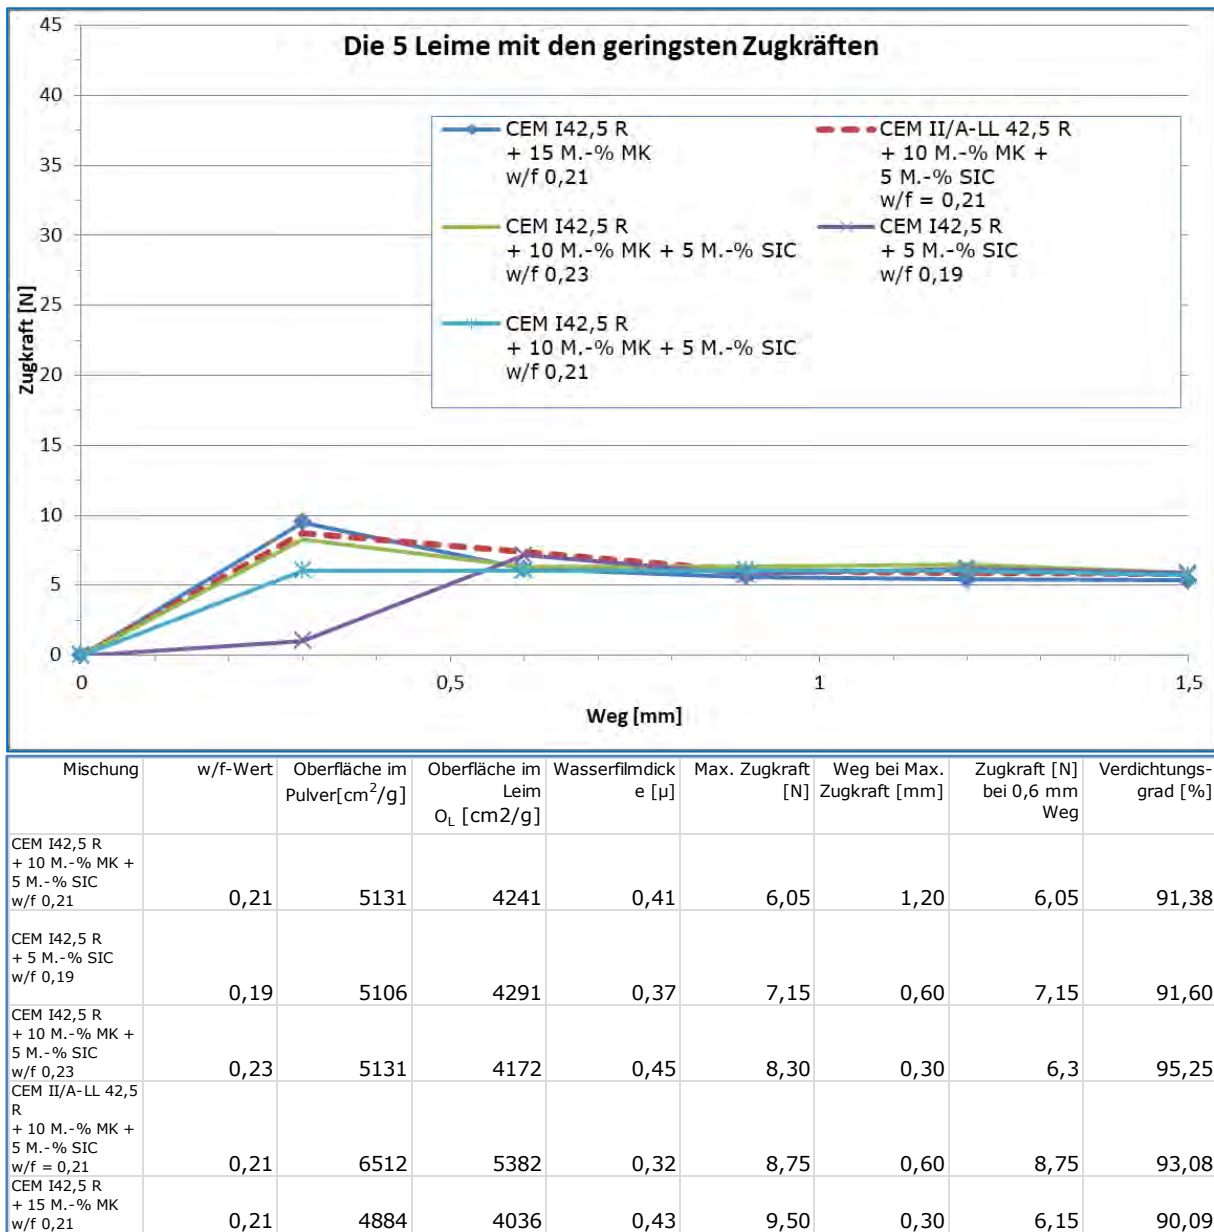 Die 5 Leime mit den geringsten Zugkräften
45
40
35
30
25
20
15
10
5
0
Zugkraft [N]
CEM I42,5 R
+ 15 M.-% MK
w/f 0,21
CEM II/A-LL 42,5 R
+ 10 M.-% MK +
5 M.-% SIC
w/f = 0,21
CEM I42,5 R
+ 10 M.-% MK + 5 M.-% SIC
w/f 0,23
CEM I42,5 R
+ 5 M.-% SIC
w/f 0,19
CEM I42,5 R
+ 10 M.-% MK + 5 M.-% SIC
w/f 0,21
0 0,5 1 1,5
Weg [mm]
Mischung
w/f-Wert
Oberfläche im
Pulver[cm²/g]
Oberfläche im
Leim
O_L [cm2/g]
Wasserfilmdick
e [µ]
Max. Zugkraft
[N]
Weg bei Max.
Zugkraft [mm]
Zugkraft [N]
bei 0,6 mm
Weg
Verdichtungs-
grad [%]
CEM I42,5 R
+ 10 M.-% MK +
5 M.-% SIC
w/f 0,21
0,21 5131 4241 0,41 6,05 1,20 6,05 91,38
CEM I42,5 R
+ 5 M.-% SIC
w/f 0,19
0,19 5106 4291 0,37 7,15 0,60 7,15 91,60
CEM I42,5 R
+ 10 M.-% MK +
5 M.-% SIC
w/f 0,23
0,23 5131 4172 0,45 8,30 0,30 6,3 95,25
CEM II/A-LL 42,5
R
+ 10 M.-% MK +
5 M.-% SIC
w/f = 0,21
0,21 6512 5382 0,32 8,75 0,60 8,75 93,08
CEM I42,5 R
+ 15 M.-% MK
w/f 0,21
0,21 4884 4036 0,43 9,50 0,30 6,15 90,09